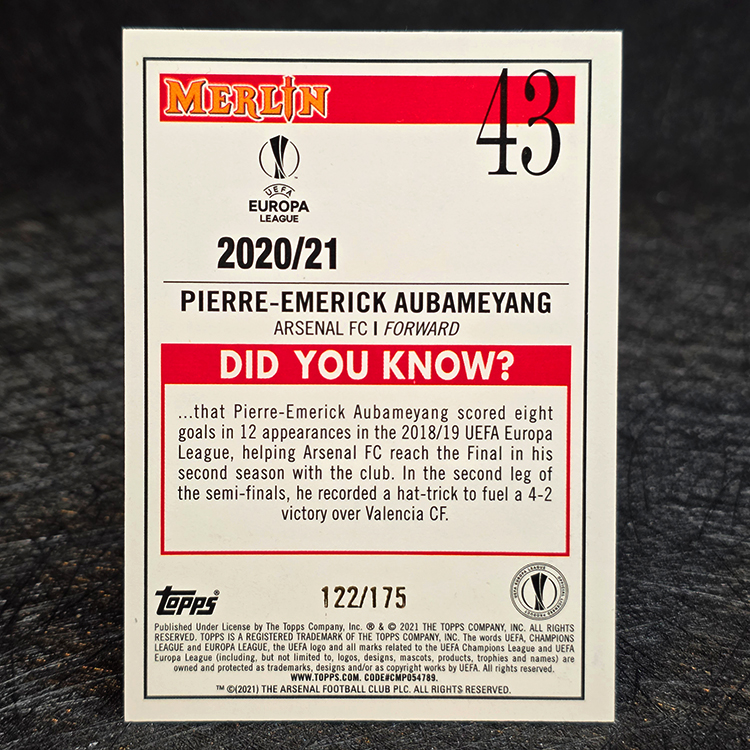 MERLIN
43
UEFA
EUROPA
LEAGUE
2020/21
PIERRE-EMERICK AUBAMEYANG
ARSENAL FC | FORWARD
DID YOU KNOW?
...that Pierre-Emerick Aubameyang scored eight
goals in 12 appearances in the 2018/19 UEFA Europa
League, helping Arsenal FC reach the Final in his
second season with the club. In the second leg of
the semi-finals, he recorded a hat-trick to fuel a 4-2
victory over Valencia CF.
topps®
122/175
Published Under License by The Topps Company, Inc. ® & © 2021 THE TOPPS COMPANY, INC. ALL RIGHTS
RESERVED. TOPPS IS A REGISTERED TRADEMARK OF THE TOPPS COMPANY, INC. The words UEFA, CHAMPIONS
LEAGUE and EUROPA LEAGUE, the UEFA logo and all marks related to the UEFA Champions League and UEFA
Europa League (including, but not limited to, logos, designs, mascots, products, trophies and names) are
owned and protected as trademarks, designs and/or as copyright works by UEFA. All rights reserved.
WWW.TOPPS.COM. CODE#CMP054789.
™©(2021) THE ARSENAL FOOTBALL CLUB PLC. ALL RIGHTS RESERVED.